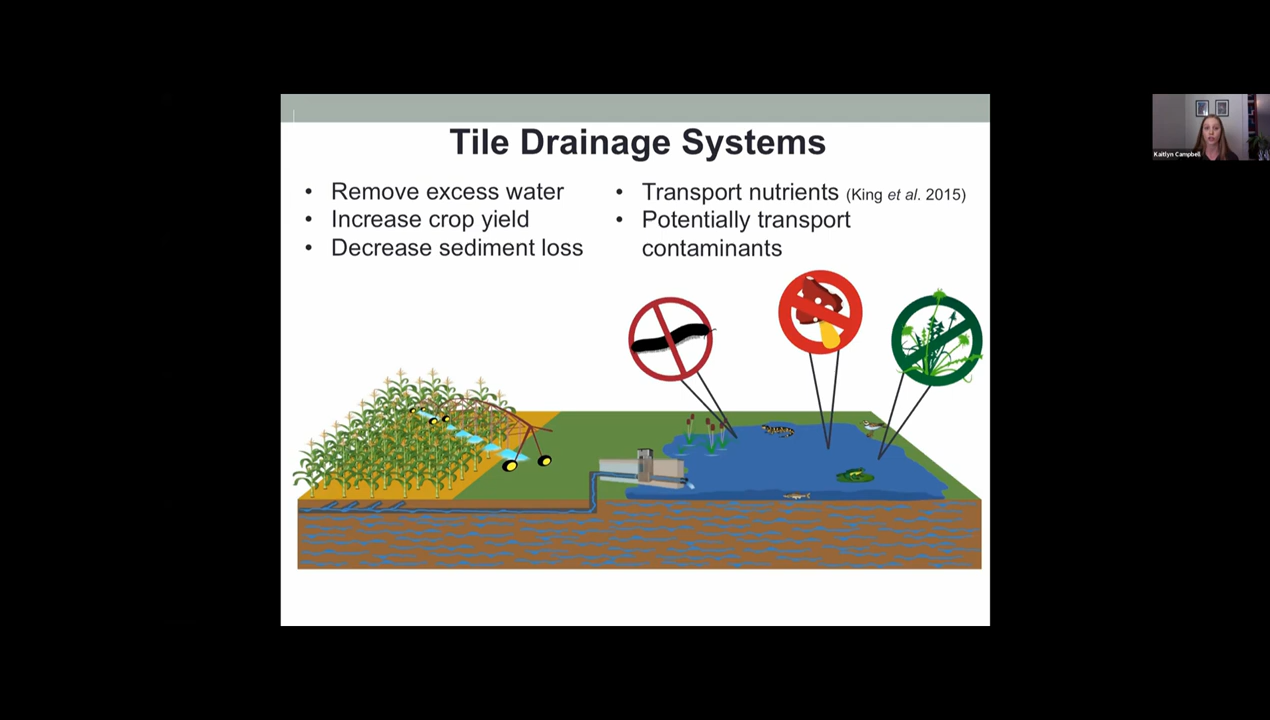 Tile Drainage Systems
• Remove excess water
• Increase crop yield
• Decrease sediment loss
• Transport nutrients (King et al. 2015)
• Potentially transport
contaminants
Kaitlyn Campbell